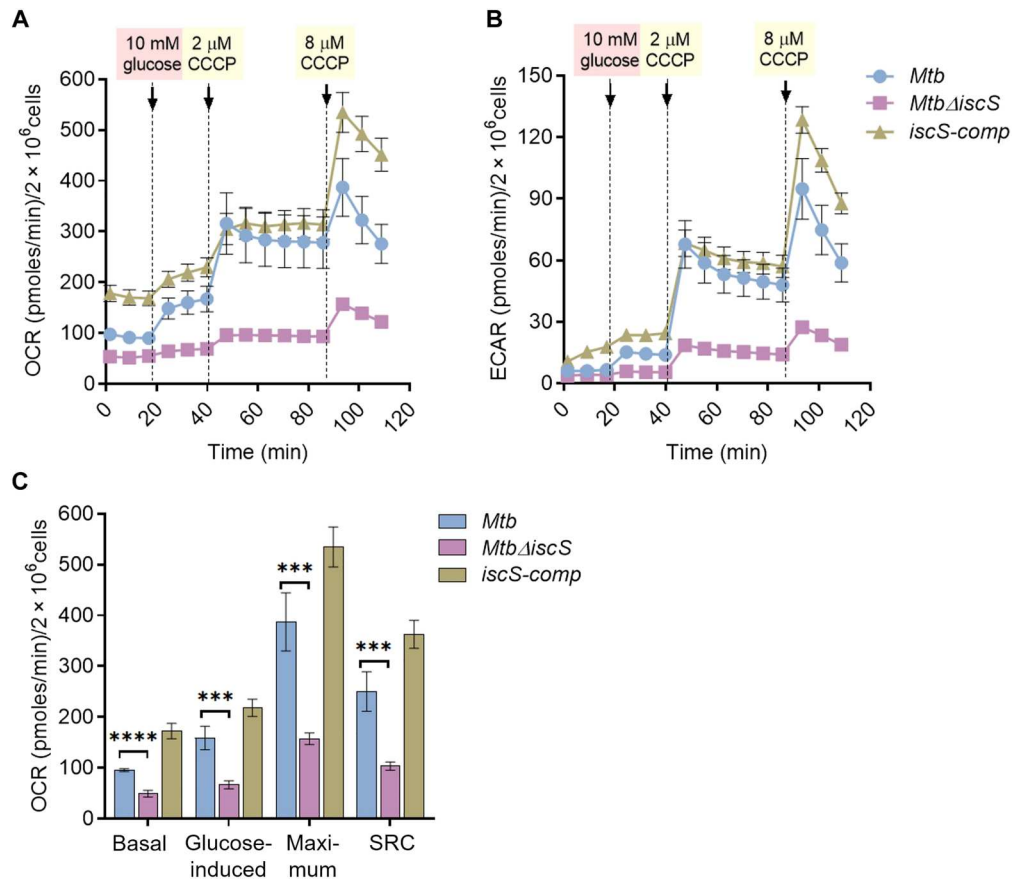 A
10 mM
glucose
2 µM
CCCP
8 µM
CCCP
600
500
400
300
200
100
0
OCR (pmoles/min)/2 × 10⁶cells
0
20
40
60
80
100
120
Time (min)
B
10 mM
glucose
2 µM
CCCP
8 µM
CCCP
150
120
90
60
30
0
ECAR (pmoles/min)/2 × 10⁶cells
0
20
40
60
80
100
120
Time (min)
Mtb
MtbΔiscS
iscS-comp
C
600
500
400
300
200
100
0
OCR (pmoles/min)/2 × 10⁶cells
****
***
***
***
Basal
Glucose-
induced
Maxi-
mum
SRC
Mtb
MtbΔiscS
iscS-comp